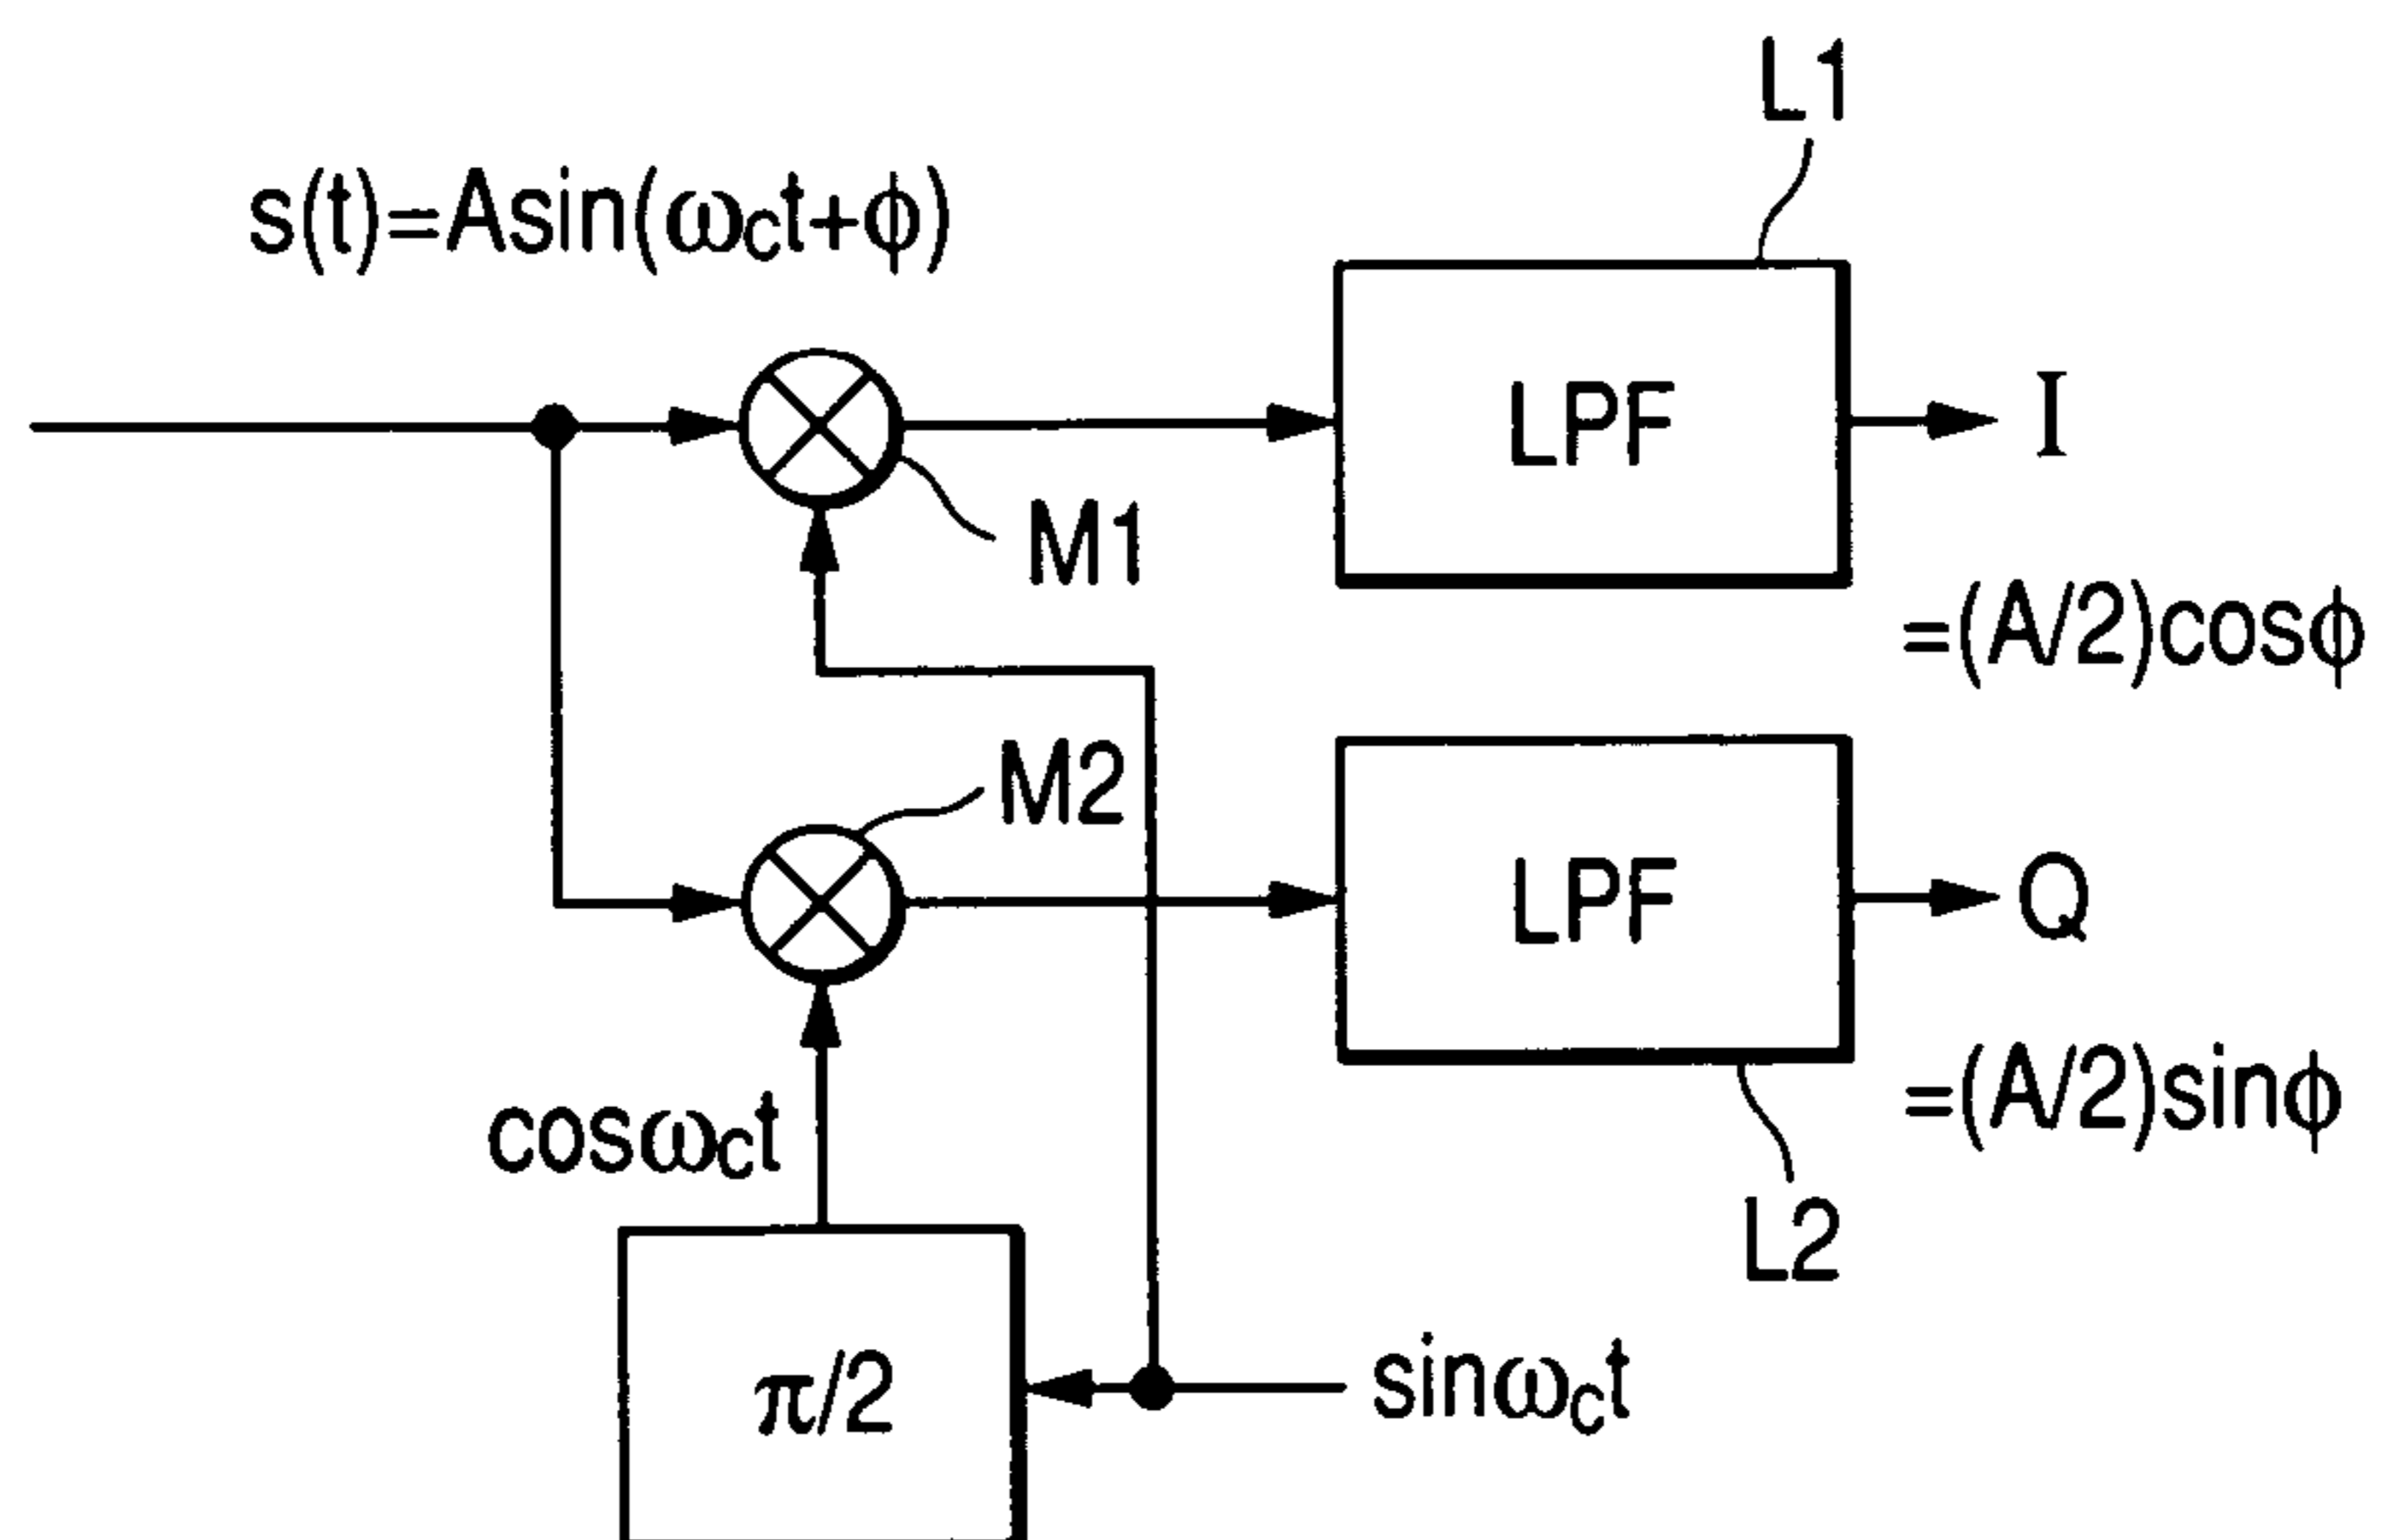 L1
s(t)=Asin(ωct+ϕ)
LPF
I
M1
=(A/2)cosϕ
M2
LPF
Q
=(A/2)sinϕ
cosωct
L2
π/2
sinωct